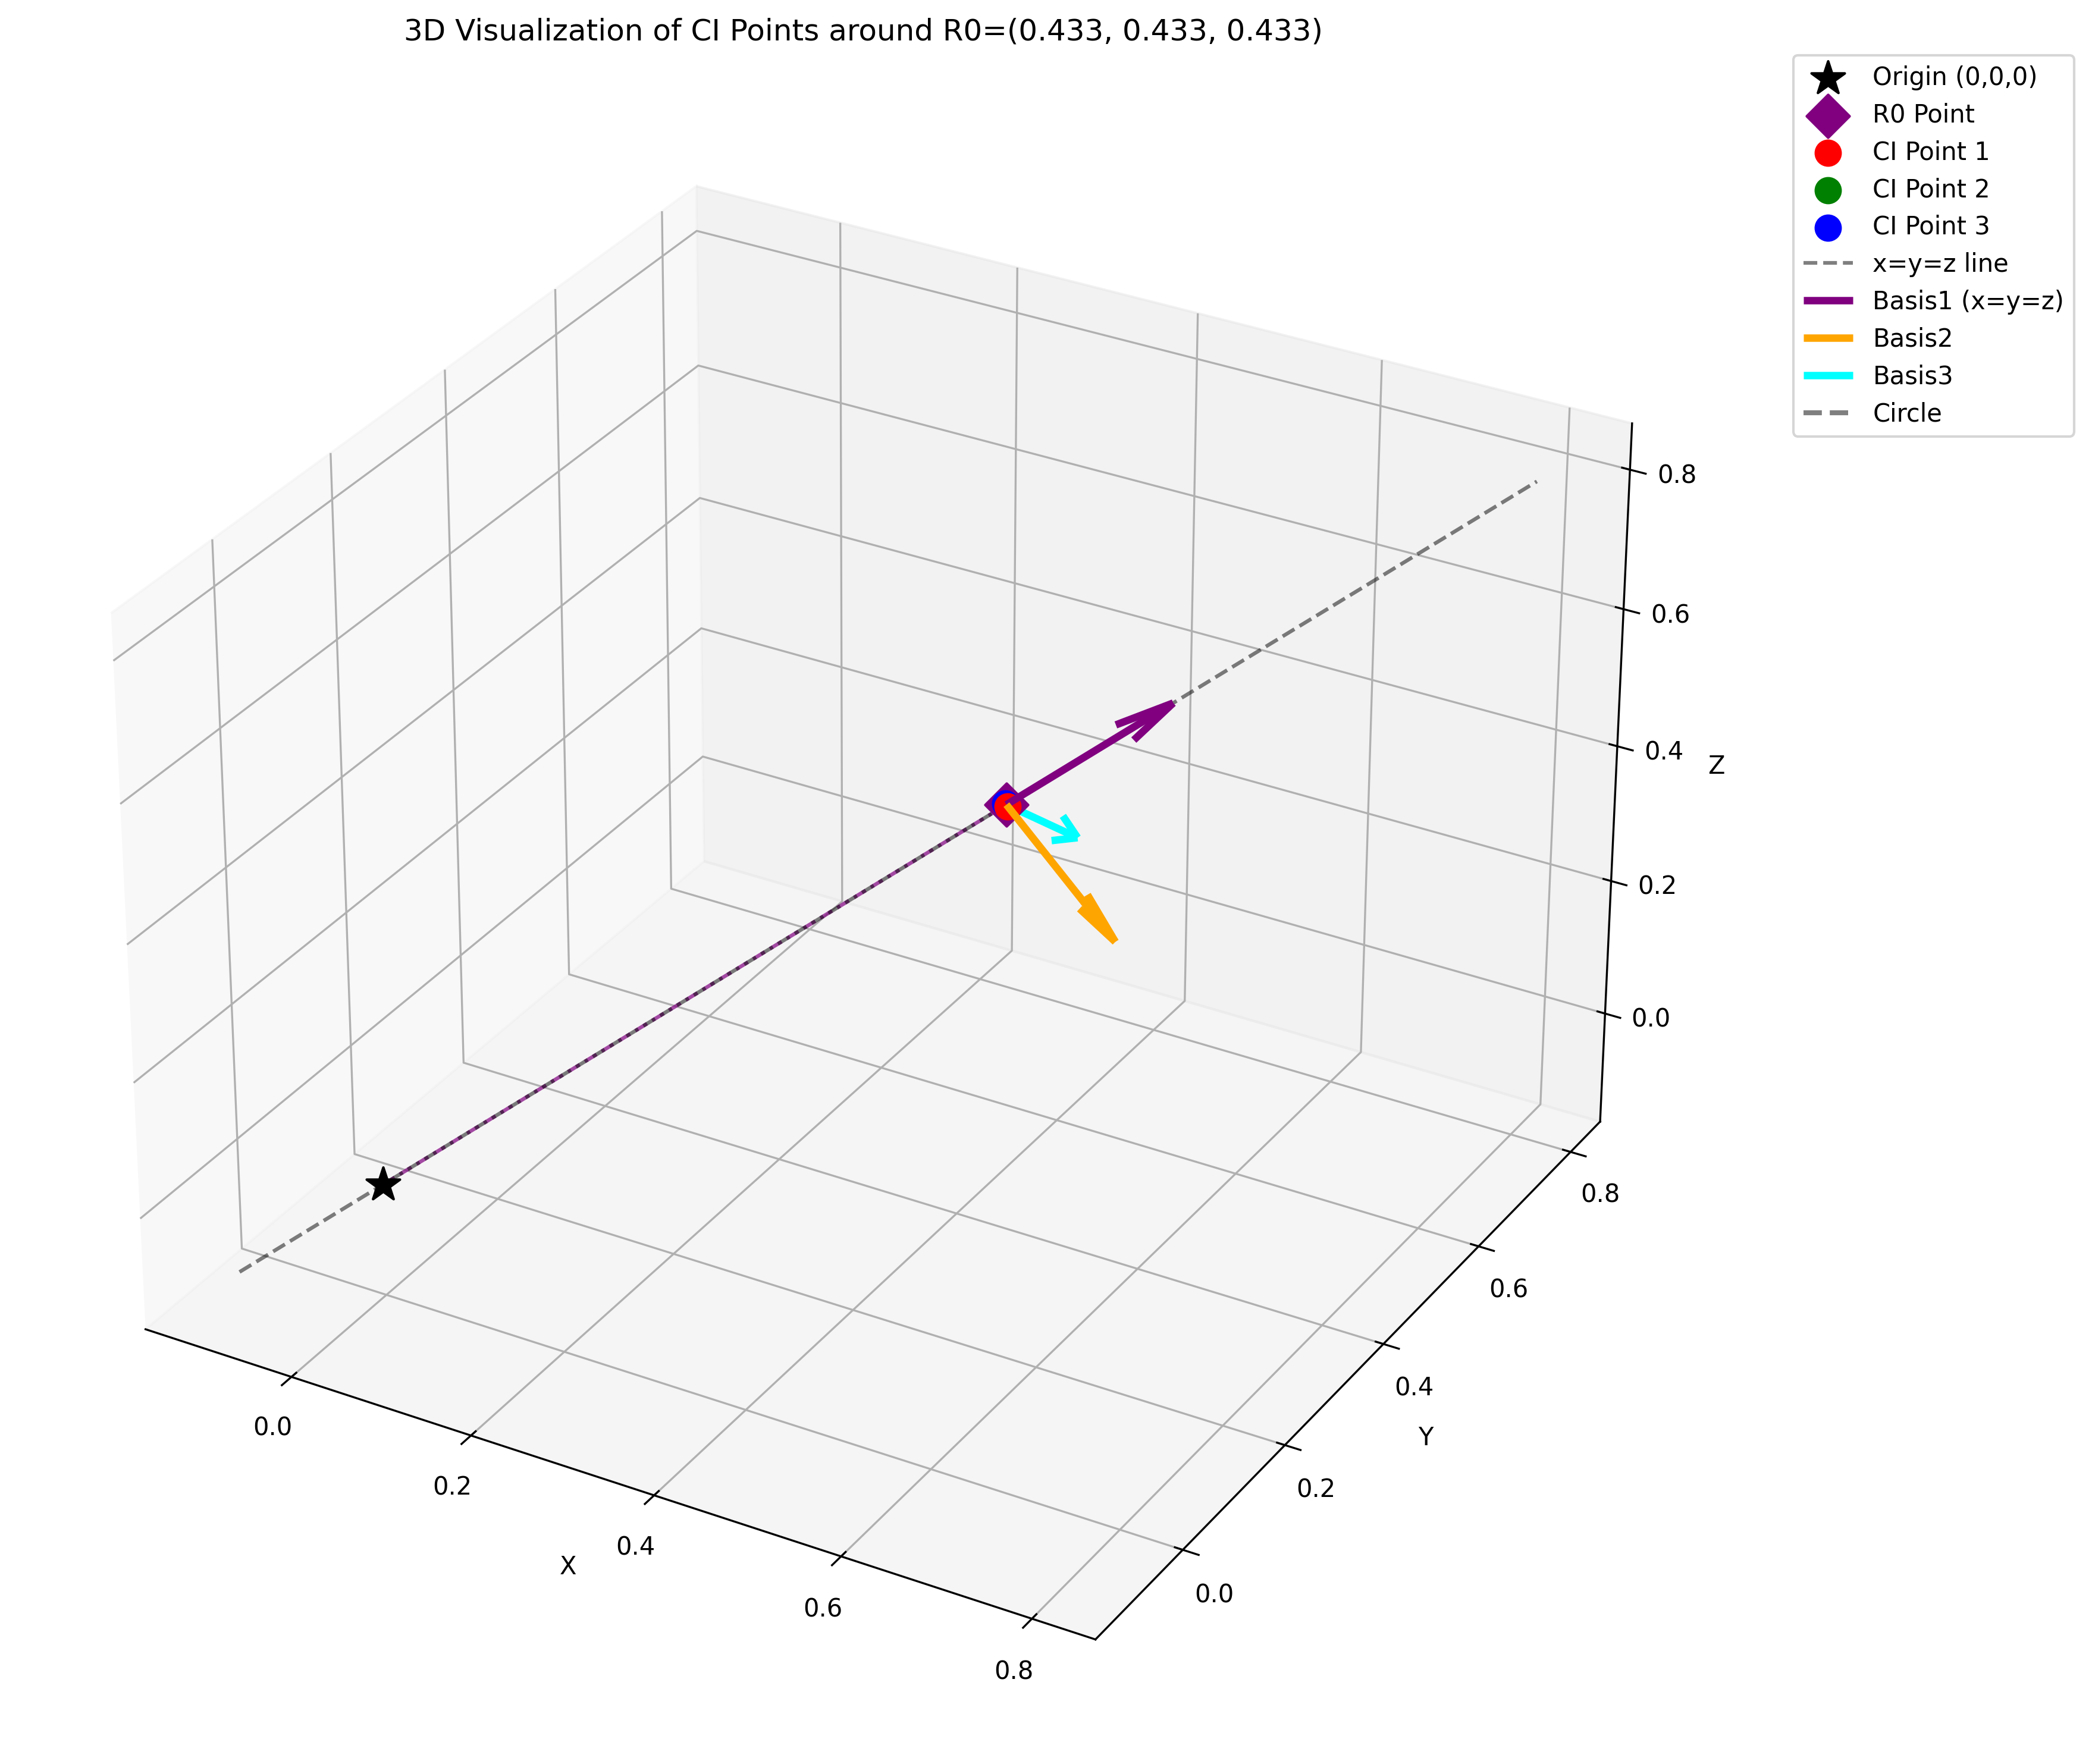 3D Visualization of CI Points around R0=(0.433, 0.433, 0.433)
Origin (0,0,0)
R0 Point
CI Point 1
CI Point 2
CI Point 3
x=y=z line
Basis1 (x=y=z)
Basis2
Basis3
Circle
0.8
0.6
0.4
Z
0.2
0.0
0.8
0.6
0.4
Y
0.2
0.0
0.0
0.2
0.4
X
0.6
0.8